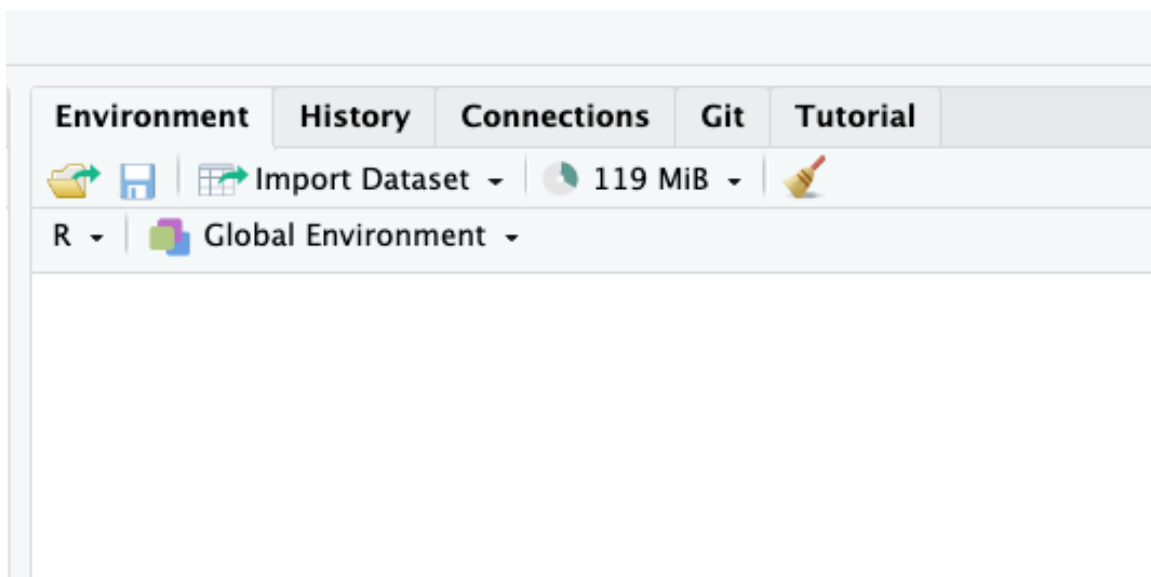 Environment History Connections Git Tutorial
Import Dataset 119 MiB
R Global Environment